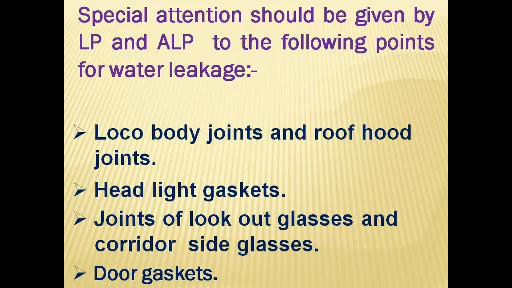 Special attention should be given by
LP and ALP to the following points
for water leakage:-
➢ Loco body joints and roof hood
joints.
➢ Head light gaskets.
➢ Joints of look out glasses and
corridor side glasses.
➢ Door gaskets.